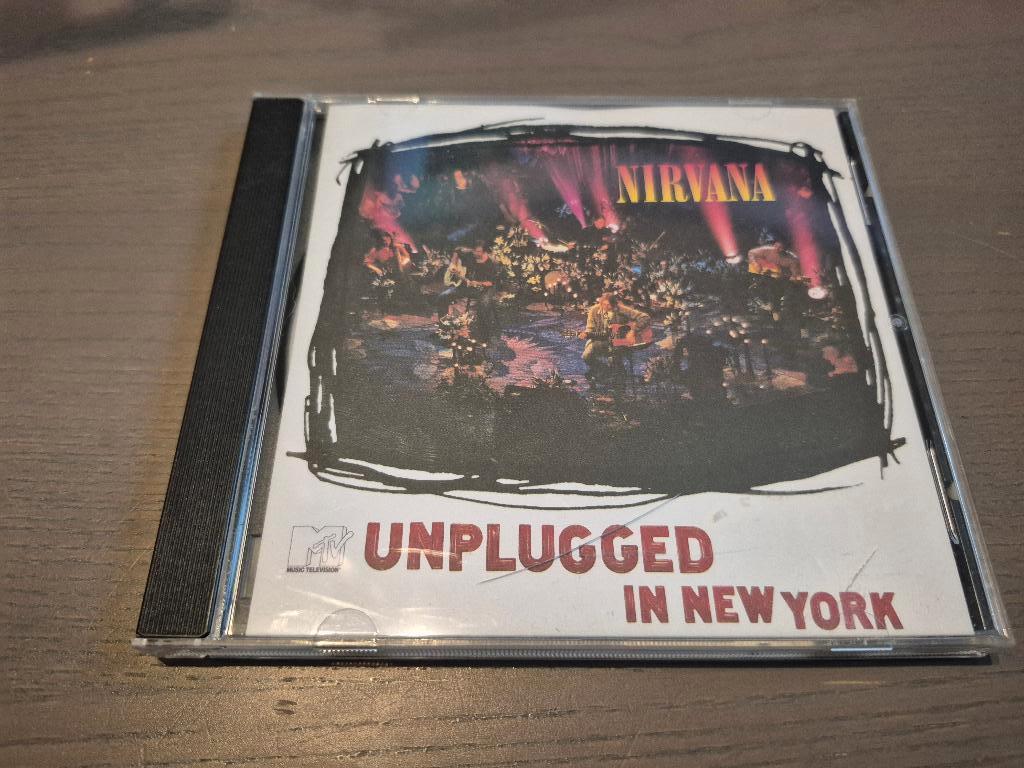 NIRVANA
MTV
MUSIC TELEVISION
UNPLUGGED
IN NEW YORK